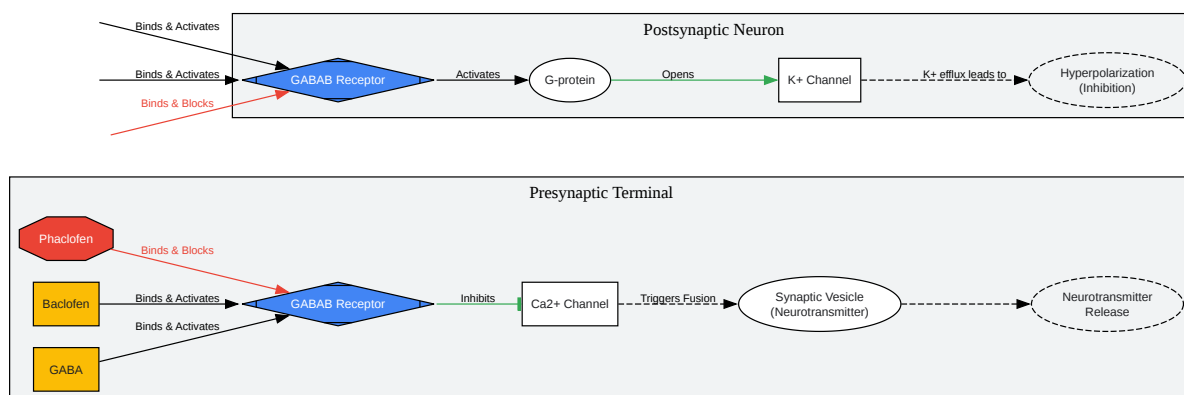 Postsynaptic Neuron
Binds & Activates
Binds & Activates
Binds & Blocks
GABAB Receptor
Activates
G-protein
Opens
K+ Channel
K+ efflux leads to
Hyperpolarization
(Inhibition)
Presynaptic Terminal
Phaclofen
Binds & Blocks
Baclofen
Binds & Activates
Binds & Activates
GABA
GABAB Receptor
Inhibits
Ca2+ Channel
Triggers Fusion
Synaptic Vesicle
(Neurotransmitter)
Neurotransmitter
Release